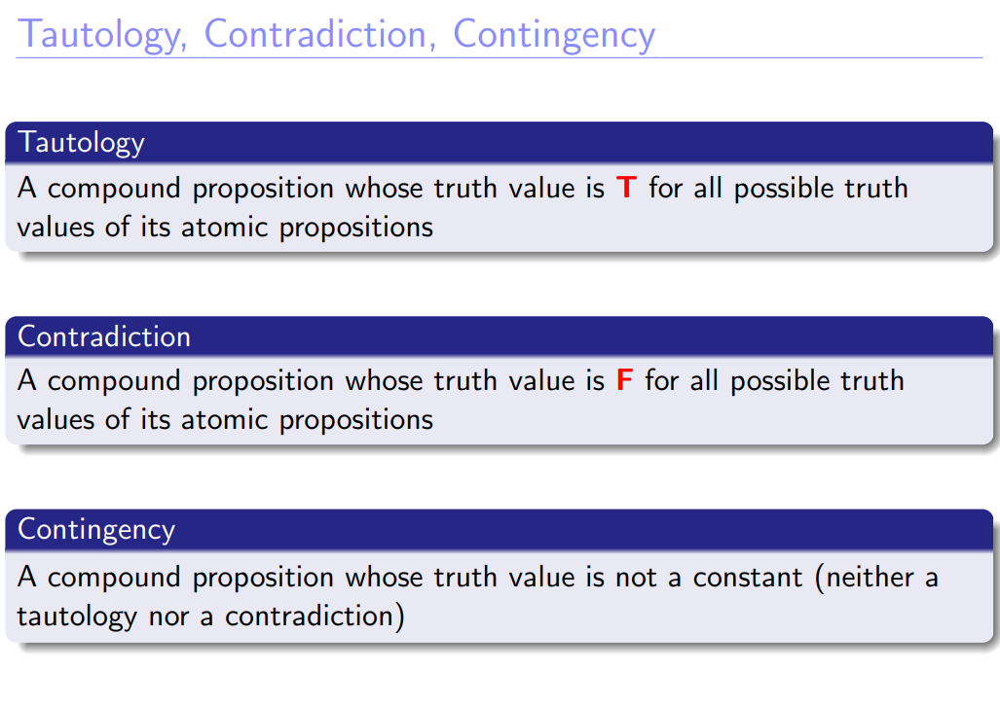 Tautology, Contradiction, Contingency
Tautology
A compound proposition whose truth value is T for all possible truth
values of its atomic propositions
Contradiction
A compound proposition whose truth value is F for all possible truth
values of its atomic propositions
Contingency
A compound proposition whose truth value is not a constant (neither a
tautology nor a contradiction)